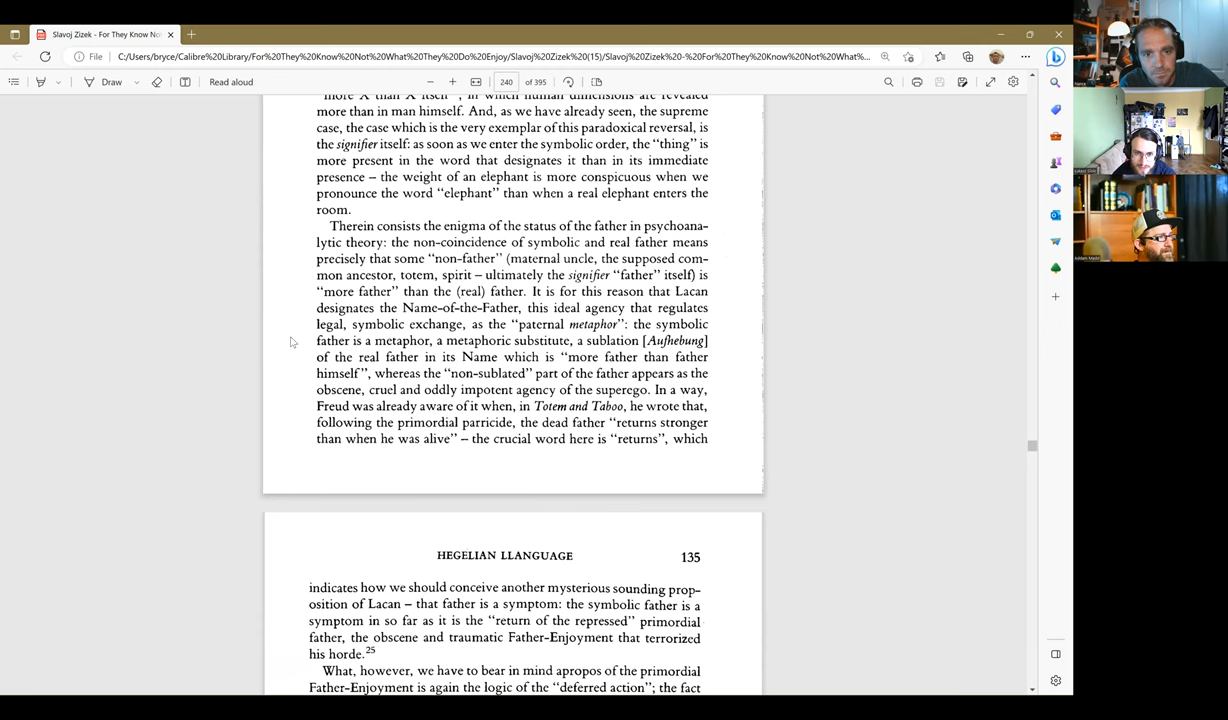 Slavoj Zizek - For They Know No
File
C:/Users/bryce/Calibre%20Library/For%20They%20Know%20Not%20What%20They%20Do%20Enjoy/Slavoj%20Zizek%20(15)/Slavoj%20Zizek%20-%20For%20They%20Know%20Not%20What%...
Draw
Read aloud
240 of 395
"more X than X itself", in which human dimensions are revealed
more than in man himself. And, as we have already seen, the supreme
case, the case which is the very exemplar of this paradoxical reversal, is
the signifier itself: as soon as we enter the symbolic order, the "thing" is
more present in the word that designates it than in its immediate
presence – the weight of an elephant is more conspicuous when we
pronounce the word "elephant" than when a real elephant enters the
room.
Therein consists the enigma of the status of the father in psychoana-
lytic theory: the non-coincidence of symbolic and real father means
precisely that some "non-father" (maternal uncle, the supposed com-
mon ancestor, totem, spirit – ultimately the signifier "father" itself) is
"more father" than the (real) father. It is for this reason that Lacan
designates the Name-of-the-Father, this ideal agency that regulates
legal, symbolic exchange, as the "paternal metaphor": the symbolic
father is a metaphor, a metaphoric substitute, a sublation [Aufhebung]
of the real father in its Name which is "more father than father
himself", whereas the "non-sublated" part of the father appears as the
obscene, cruel and oddly impotent agency of the superego. In a way,
Freud was already aware of it when, in Totem and Taboo, he wrote that,
following the primordial parricide, the dead father "returns stronger
than when he was alive" – the crucial word here is "returns", which
HEGELIAN LLANGUAGE 135
indicates how we should conceive another mysterious sounding prop-
osition of Lacan – that father is a symptom: the symbolic father is a
symptom in so far as it is the "return of the repressed" primordial
father, the obscene and traumatic Father-Enjoyment that terrorized
his horde.25
What, however, we have to bear in mind apropos of the primordial
Father-Enjoyment is again the logic of the "deferred action"; the fact